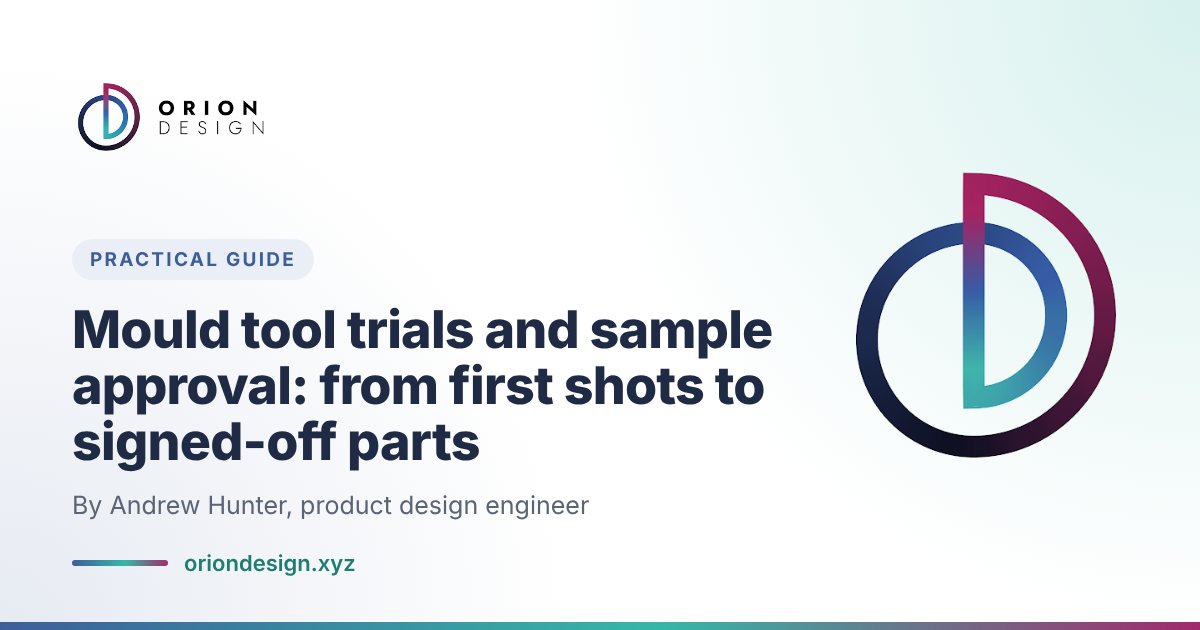 ORION
DESIGN
PRACTICAL GUIDE
Mould tool trials and sample
approval: from first shots to
signed-off parts
By Andrew Hunter, product design engineer
oriondesign.xyz